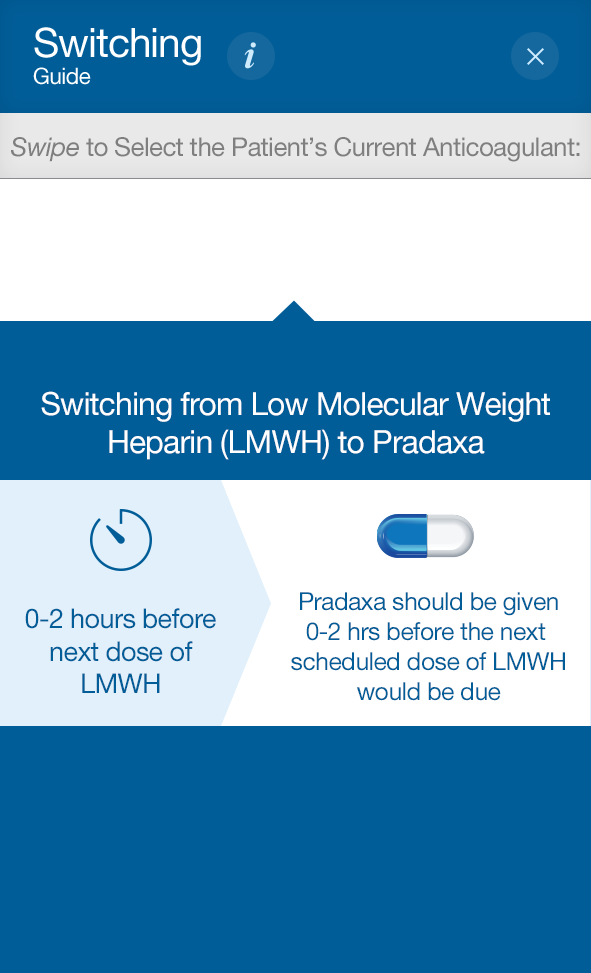 Switching
Guide
i
Swipe to Select the Patient's Current Anticoagulant:
Switching from Low Molecular Weight
Heparin (LMWH) to Pradaxa
0-2 hours before
next dose of
LMWH
Pradaxa should be given
0-2 hrs before the next
scheduled dose of LMWH
would be due